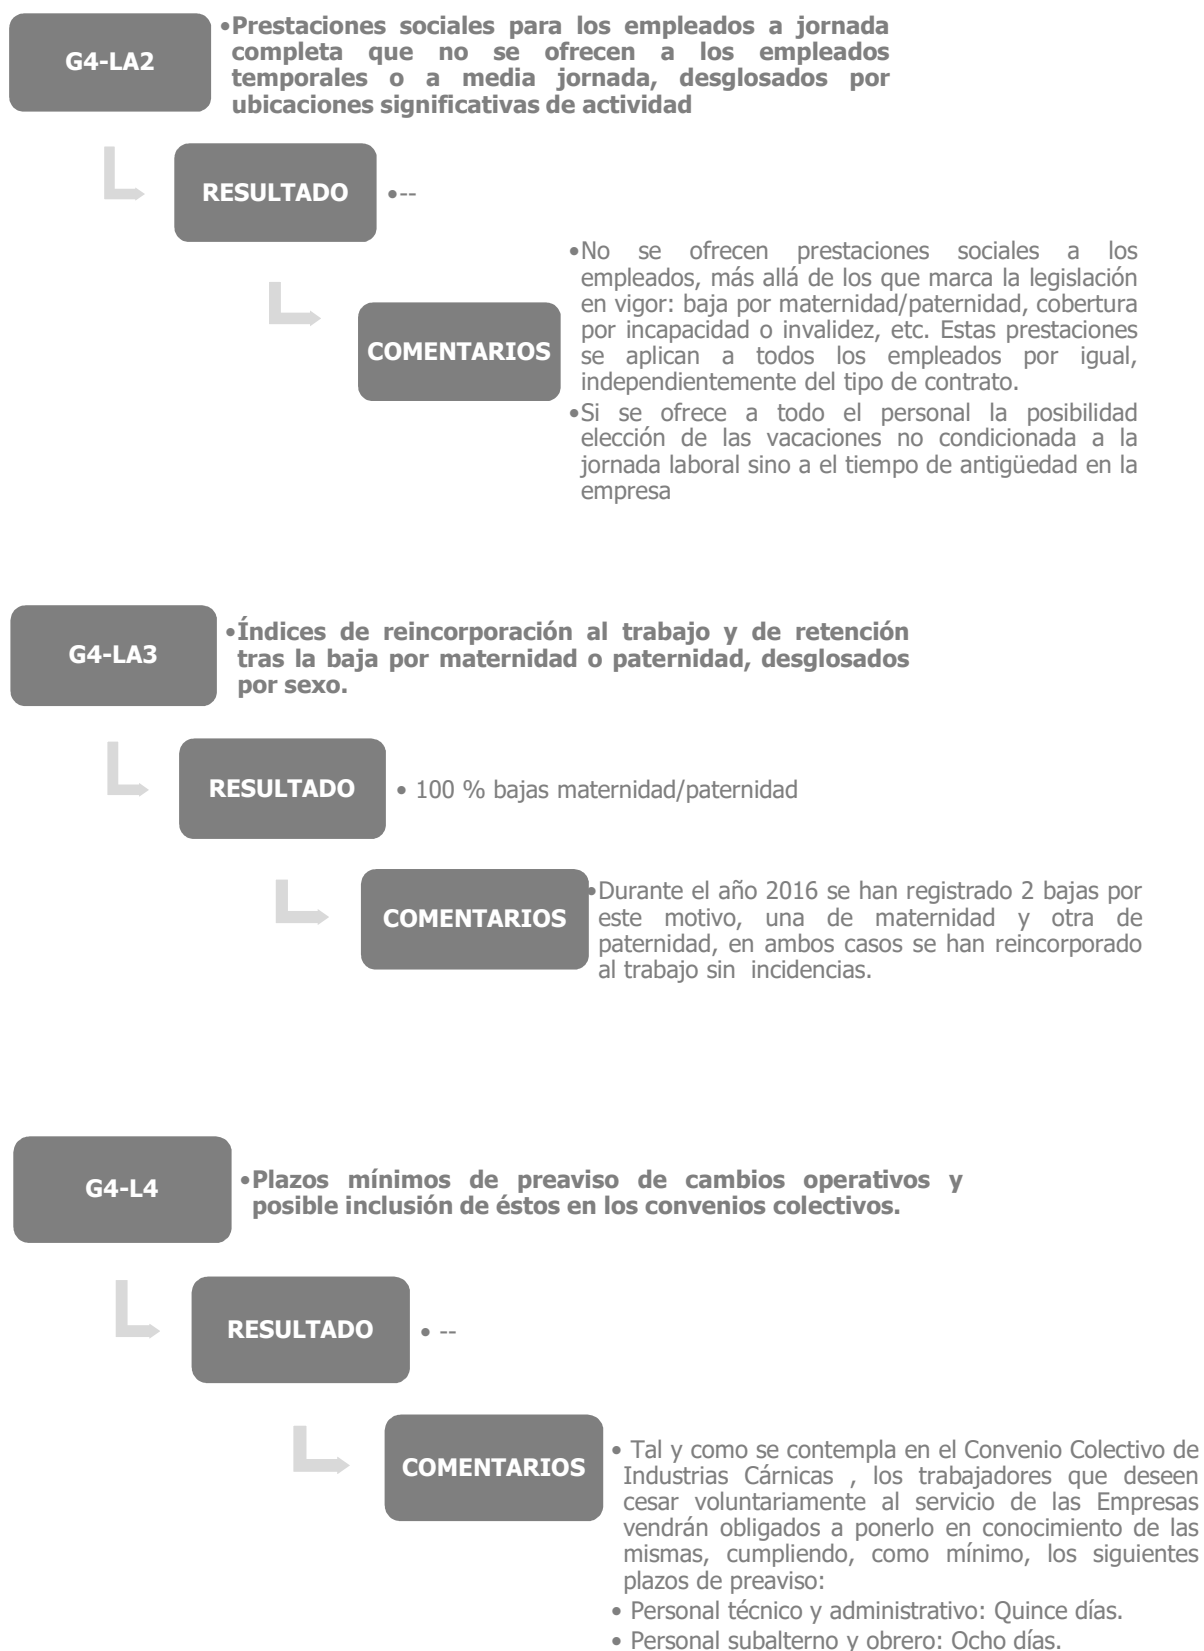 G4-LA2
•Prestaciones sociales para los empleados a jornada
completa que no se ofrecen a los empleados
temporales o a media jornada, desglosados por
ubicaciones significativas de actividad
RESULTADO
•--
COMENTARIOS
•No se ofrecen prestaciones sociales a los
empleados, más allá de los que marca la legislación
en vigor: baja por maternidad/paternidad, cobertura
por incapacidad o invalidez, etc. Estas prestaciones
se aplican a todos los empleados por igual,
independientemente del tipo de contrato.
•Si se ofrece a todo el personal la posibilidad
elección de las vacaciones no condicionada a la
jornada laboral sino a el tiempo de antigüedad en la
empresa
G4-LA3
•Índices de reincorporación al trabajo y de retención
tras la baja por maternidad o paternidad, desglosados
por sexo.
RESULTADO
• 100 % bajas maternidad/paternidad
COMENTARIOS
•Durante el año 2016 se han registrado 2 bajas por
este motivo, una de maternidad y otra de
paternidad, en ambos casos se han reincorporado
al trabajo sin incidencias.
G4-L4
•Plazos mínimos de preaviso de cambios operativos y
posible inclusión de éstos en los convenios colectivos.
RESULTADO
• --
COMENTARIOS
• Tal y como se contempla en el Convenio Colectivo de
Industrias Cárnicas , los trabajadores que deseen
cesar voluntariamente al servicio de las Empresas
vendrán obligados a ponerlo en conocimiento de las
mismas, cumpliendo, como mínimo, los siguientes
plazos de preaviso:
• Personal técnico y administrativo: Quince días.
• Personal subalterno y obrero: Ocho días.